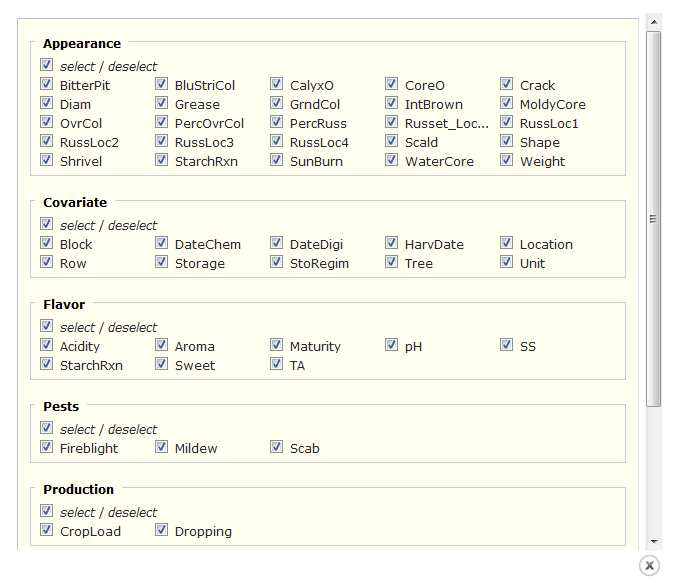 Appearance
select / deselect
BitterPit BluStriCol CalyxO CoreO Crack
Diam Grease GrndCol IntBrown MoldyCore
OvrCol PercOvrCol PercRuss Russet_Loc... RussLoc1
RussLoc2 RussLoc3 RussLoc4 Scald Shape
Shrivel StarchRxn SunBurn WaterCore Weight
Covariate
select / deselect
Block DateChem DateDigi HarvDate Location
Row Storage StoRegim Tree Unit
Flavor
select / deselect
Acidity Aroma Maturity pH SS
StarchRxn Sweet TA
Pests
select / deselect
Fireblight Mildew Scab
Production
select / deselect
CropLoad Dropping